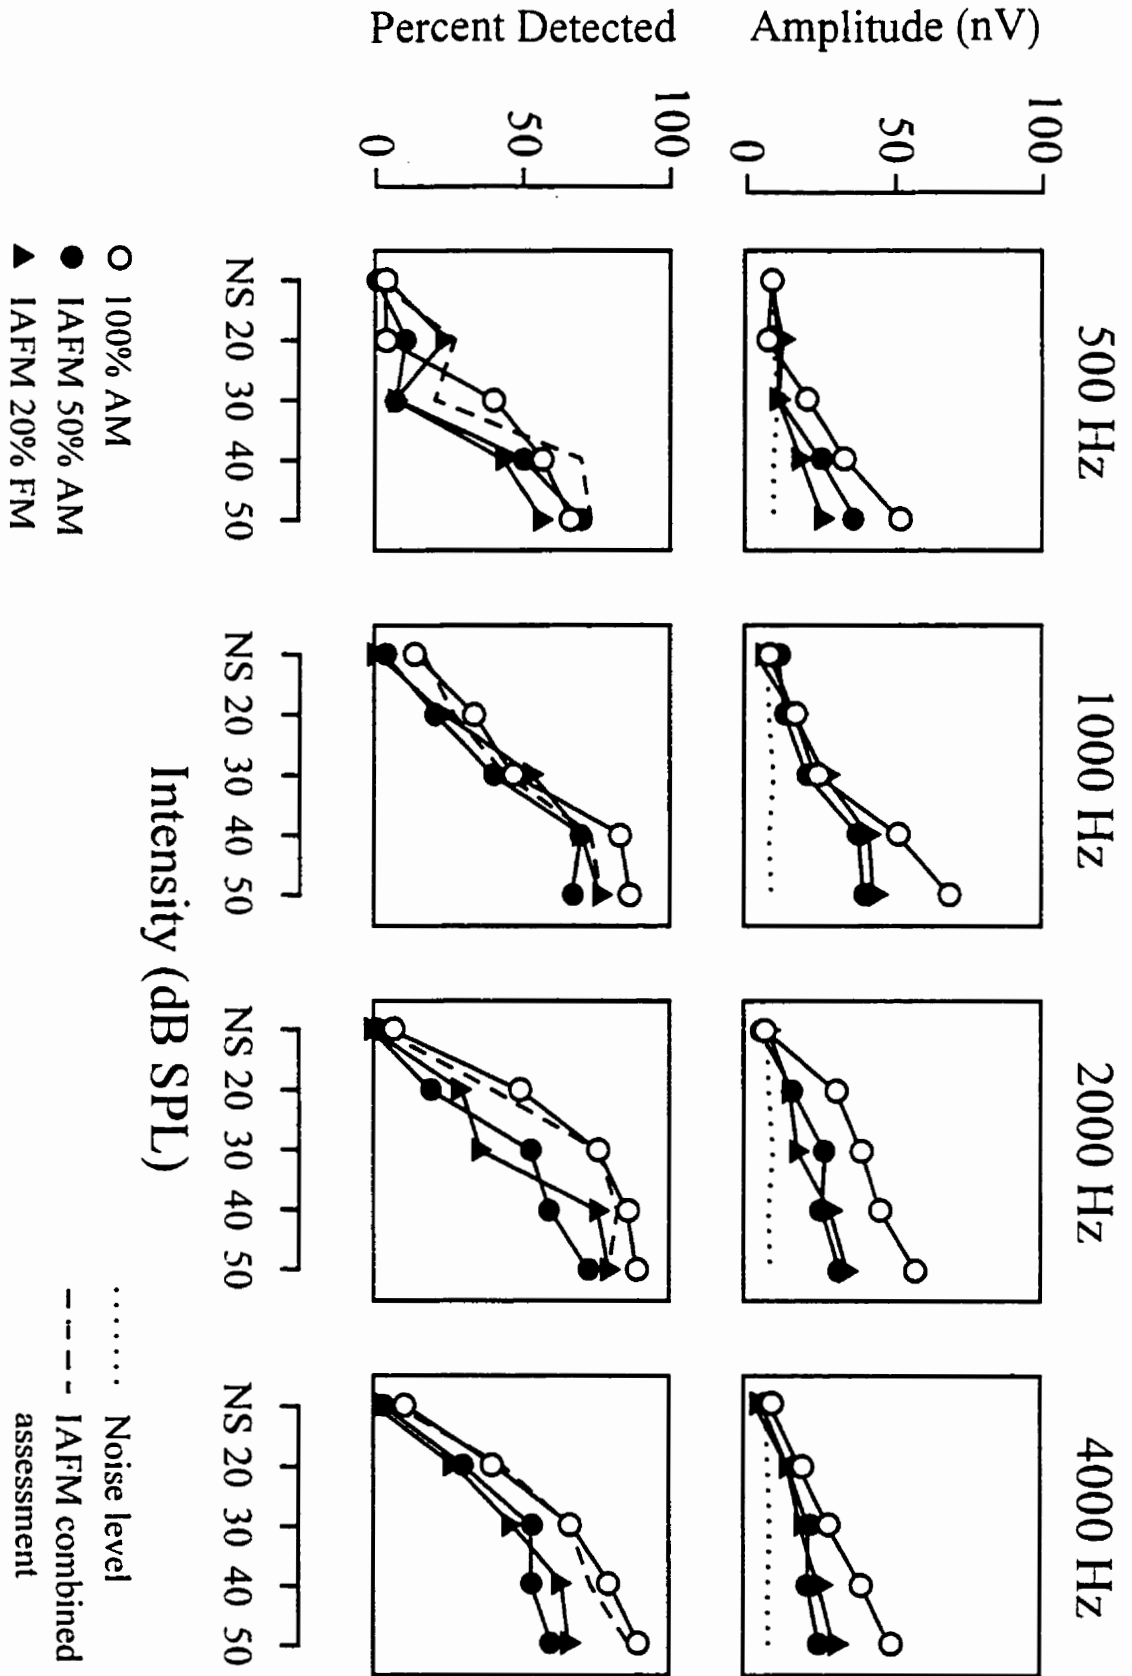 500 Hz
1000 Hz
2000 Hz
4000 Hz
Amplitude (nV)
100
50
0
Percent Detected
100
50
0
NS 20 30 40 50
NS 20 30 40 50
NS 20 30 40 50
NS 20 30 40 50
Intensity (dB SPL)
100% AM
IAFM 50% AM
IAFM 20% FM
Noise level
IAFM combined
assessment